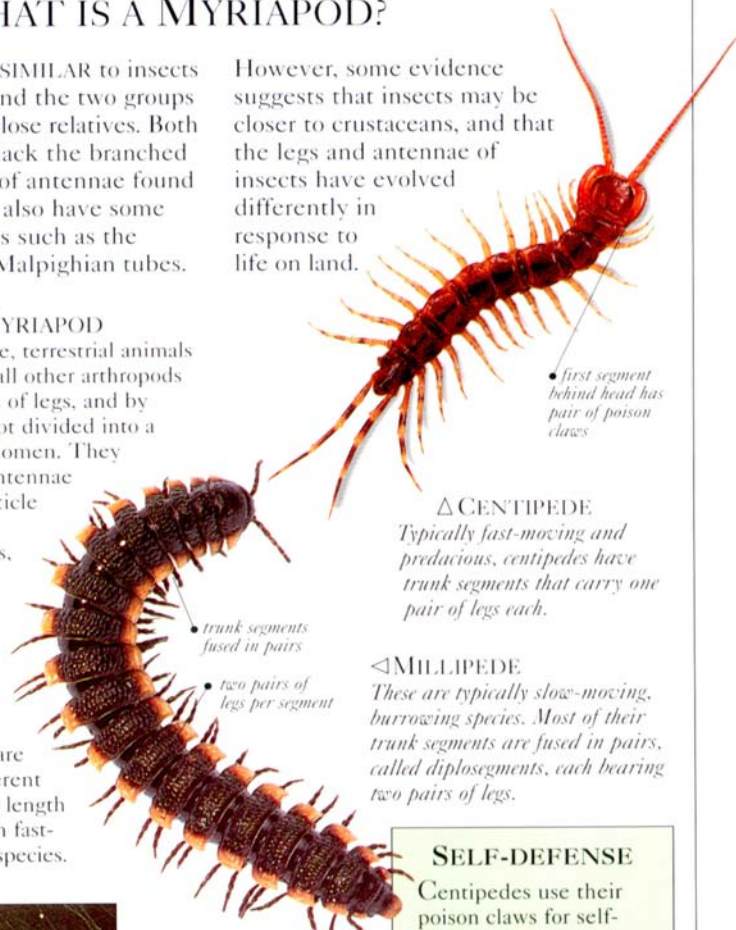 HAT IS A MYRIAPOD?
SIMILAR to insects
nd the two groups
lose relatives. Both
ack the branched
of antennae found
also have some
s such as the
Malpighian tubes.
However, some evidence
suggests that insects may be
closer to crustaceans, and that
the legs and antennae of
insects have evolved
differently in
response to
life on land.
YRIAPOD
e, terrestrial animals
all other arthropods
of legs, and by
ot divided into a
omen. They
ntennae
icle
s,
are
erent
length
n fast-
species.
first segment
behind head has
pair of poison
claws
△ CENTIPEDE
Typically fast-moving and
predacious, centipedes have
trunk segments that carry one
pair of legs each.
trunk segments
fused in pairs
two pairs of
legs per segment
◁ MILLIPEDE
These are typically slow-moving,
burrowing species. Most of their
trunk segments are fused in pairs,
called diplosegments, each bearing
two pairs of legs.
SELF-DEFENSE
Centipedes use their
poison claws for self-